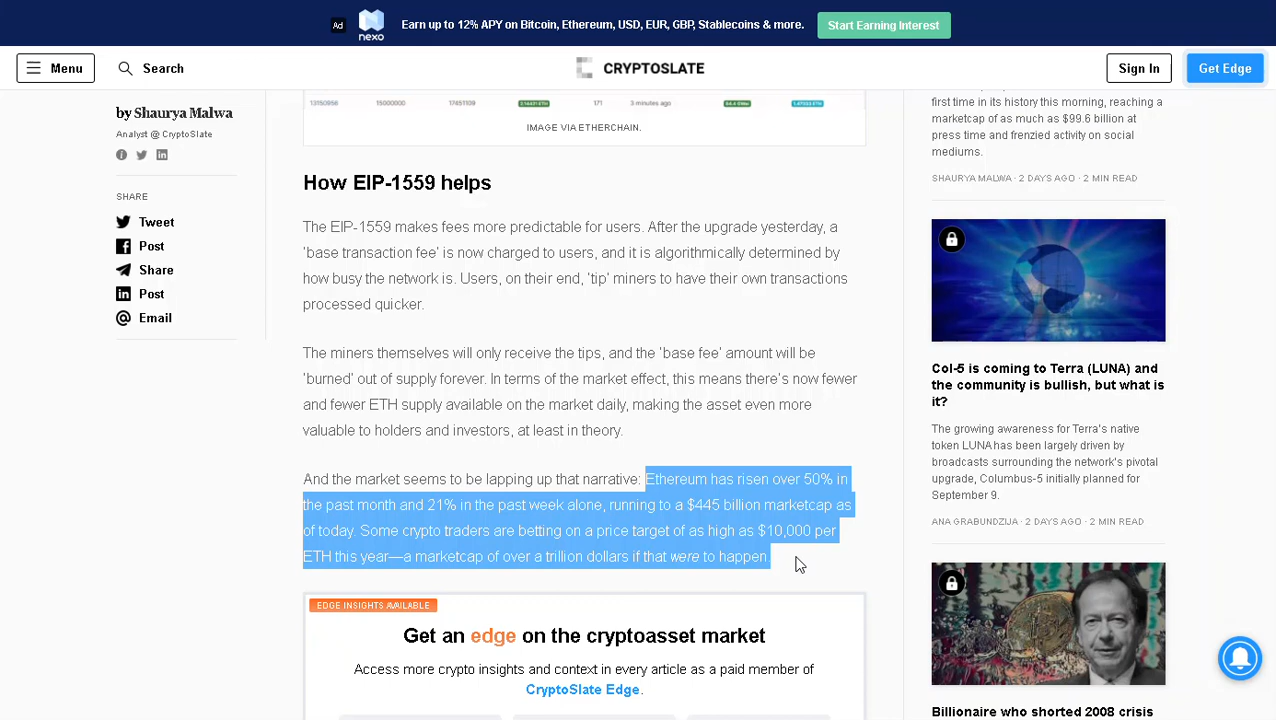 Ad
nexo
Earn up to 12% APY on Bitcoin, Ethereum, USD, EUR, GBP, Stablecoins & more.
Start Earning Interest
Menu
Search
CRYPTOSLATE
Sign In
Get Edge
by Shaurya Malwa
Analyst @ CryptoSlate
SHARE
Tweet
Post
Share
Post
Email
13150956 15000000 17451109 171 3 minutes ago
IMAGE VIA ETHERCHAIN.
How EIP-1559 helps
The EIP-1559 makes fees more predictable for users. After the upgrade yesterday, a
'base transaction fee' is now charged to users, and it is algorithmically determined by
how busy the network is. Users, on their end, 'tip' miners to have their own transactions
processed quicker.
The miners themselves will only receive the tips, and the 'base fee' amount will be
'burned' out of supply forever. In terms of the market effect, this means there's now fewer
and fewer ETH supply available on the market daily, making the asset even more
valuable to holders and investors, at least in theory.
And the market seems to be lapping up that narrative: Ethereum has risen over 50% in
the past month and 21% in the past week alone, running to a $445 billion marketcap as
of today. Some crypto traders are betting on a price target of as high as $10,000 per
ETH this year—a marketcap of over a trillion dollars if that were to happen
EDGE INSIGHTS AVAILABLE
Get an edge on the cryptoasset market
Access more crypto insights and context in every article as a paid member of
CryptoSlate Edge.
first time in its history this morning, reaching a
marketcap of as much as $99.6 billion at
press time and frenzied activity on social
mediums.
SHAURYA MALWA · 2 DAYS AGO · 2 MIN READ
Col-5 is coming to Terra (LUNA) and
the community is bullish, but what is
it?
The growing awareness for Terra's native
token LUNA has been largely driven by
broadcasts surrounding the network's pivotal
upgrade, Columbus-5 initially planned for
September 9.
ANA GRABUNDZIJA · 2 DAYS AGO · 2 MIN READ
Billionaire who shorted 2008 crisis